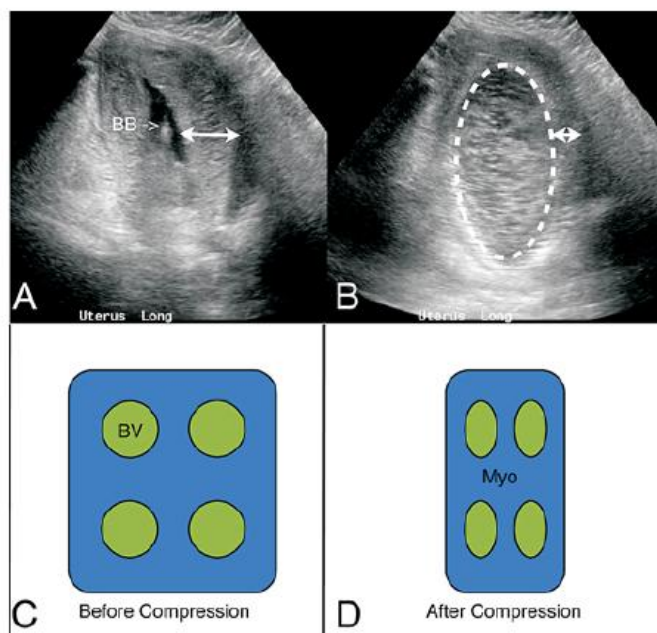 BB ->
A
Uterus Long
B
Uterus Long
BV
C
Before Compression
Myo
D
After Compression